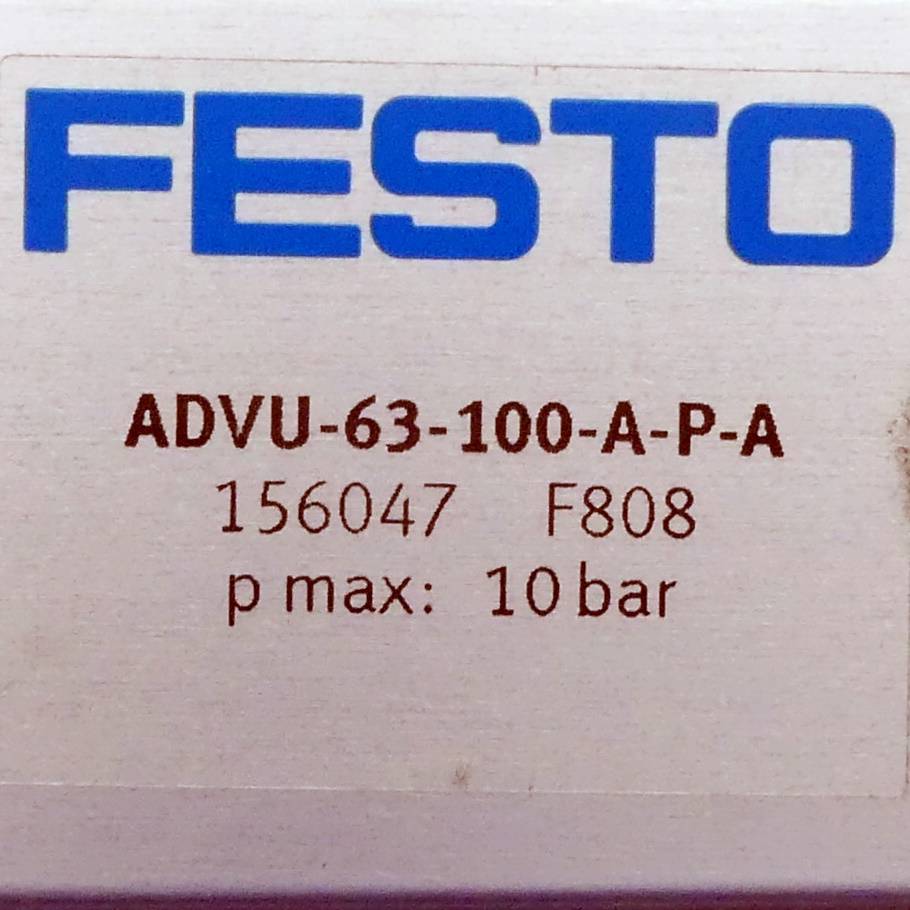 FESTO
ADVU-63-100-A-P-A
156047 F808
p max: 10 bar